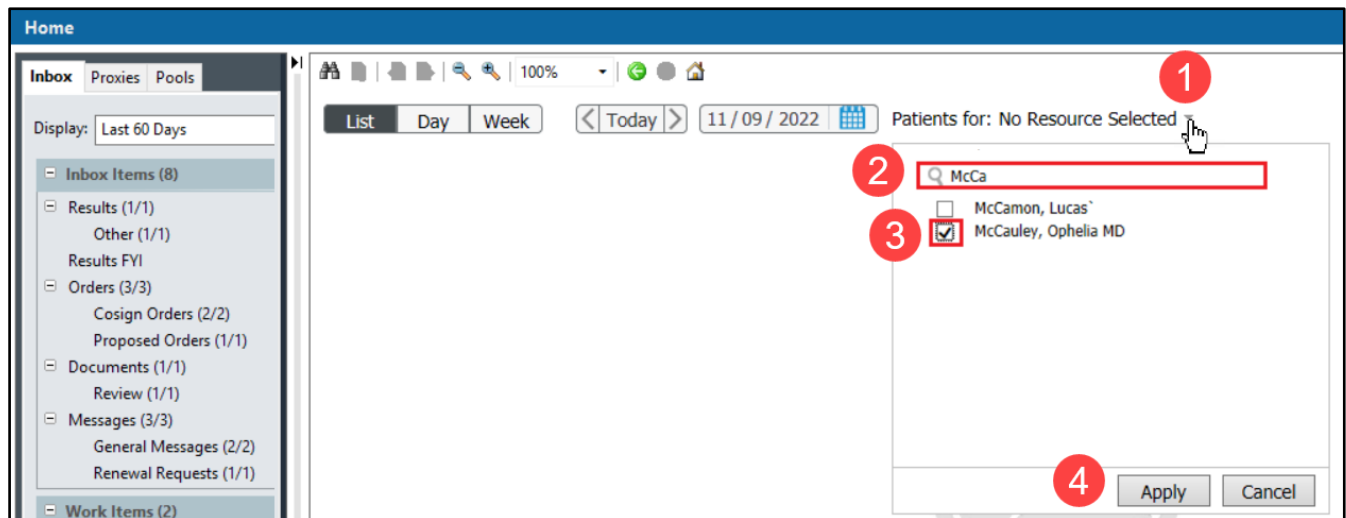 Home
Inbox Proxies Pools
Display: Last 60 Days
Inbox Items (8)
Results (1/1)
Other (1/1)
Results FYI
Orders (3/3)
Cosign Orders (2/2)
Proposed Orders (1/1)
Documents (1/1)
Review (1/1)
Messages (3/3)
General Messages (2/2)
Renewal Requests (1/1)
Work Items (2)
100%
1
List Day Week Today 11/09/2022 Patients for: No Resource Selected
2 McCa
McCamon, Lucas`
3 McCauley, Ophelia MD
4 Apply Cancel